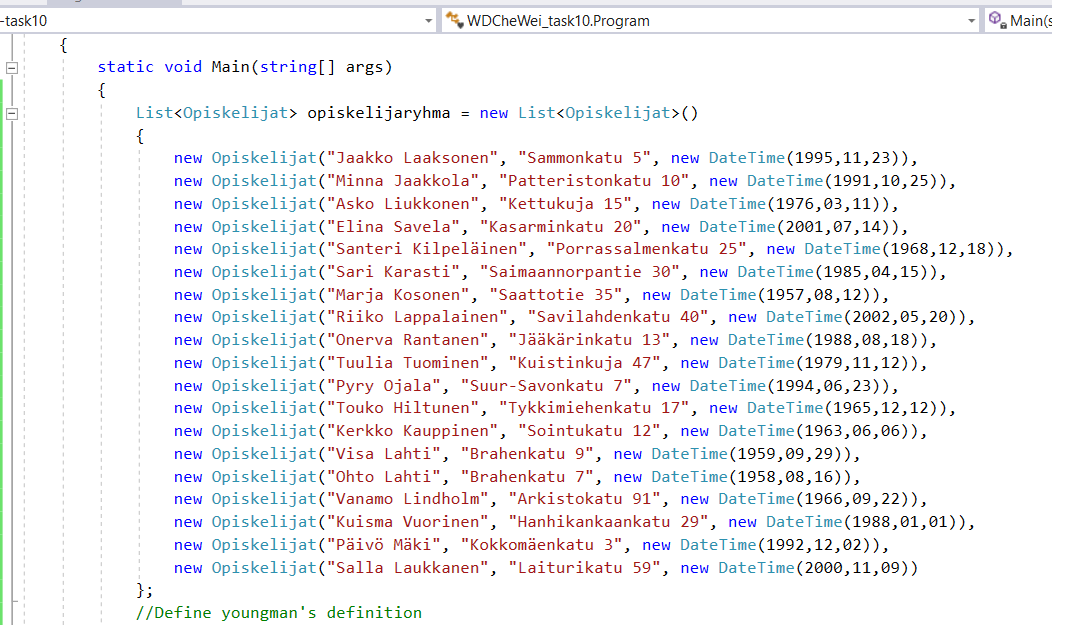 -task10 WDCheWei_task10.Program Main(s
{
static void Main(string[] args)
{
List<Opiskelijat> opiskelijaryhma = new List<Opiskelijat>()
{
new Opiskelijat("Jaakko Laaksonen", "Sammonkatu 5", new DateTime(1995,11,23)),
new Opiskelijat("Minna Jaakkola", "Patteristonkatu 10", new DateTime(1991,10,25)),
new Opiskelijat("Asko Liukkonen", "Kettukuja 15", new DateTime(1976,03,11)),
new Opiskelijat("Elina Savela", "Kasarminkatu 20", new DateTime(2001,07,14)),
new Opiskelijat("Santeri Kilpeläinen", "Porrassalmenkatu 25", new DateTime(1968,12,18)),
new Opiskelijat("Sari Karasti", "Saimaannorpantie 30", new DateTime(1985,04,15)),
new Opiskelijat("Marja Kosonen", "Saattotie 35", new DateTime(1957,08,12)),
new Opiskelijat("Riiko Lappalainen", "Savilahdenkatu 40", new DateTime(2002,05,20)),
new Opiskelijat("Onerva Rantanen", "Jääkärinkatu 13", new DateTime(1988,08,18)),
new Opiskelijat("Tuulia Tuominen", "Kuistinkuja 47", new DateTime(1979,11,12)),
new Opiskelijat("Pyry Ojala", "Suur-Savonkatu 7", new DateTime(1994,06,23)),
new Opiskelijat("Touko Hiltunen", "Tykkimiehenkatu 17", new DateTime(1965,12,12)),
new Opiskelijat("Kerkko Kauppinen", "Sointukatu 12", new DateTime(1963,06,06)),
new Opiskelijat("Visa Lahti", "Brahenkatu 9", new DateTime(1959,09,29)),
new Opiskelijat("Ohto Lahti", "Brahenkatu 7", new DateTime(1958,08,16)),
new Opiskelijat("Vanamo Lindholm", "Arkistokatu 91", new DateTime(1966,09,22)),
new Opiskelijat("Kuisma Vuorinen", "Hanhikankaankatu 29", new DateTime(1988,01,01)),
new Opiskelijat("Päivö Mäki", "Kokkomäenkatu 3", new DateTime(1992,12,02)),
new Opiskelijat("Salla Laukkanen", "Laiturikatu 59", new DateTime(2000,11,09))
};
//Define youngman's definition